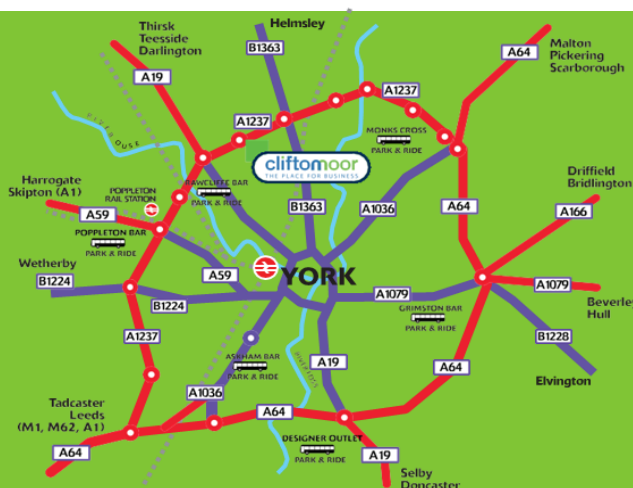 Thirsk
Teesside
Darlington
Helmsley
Malton
Pickering
Scarborough
A19
B1363
A64
A1237
A1237
RIVER OUSE
MONKS CROSS
PARK & RIDE
cliftonmoor
THE PLACE FOR BUSINESS
Harrogate
Skipton (A1)
POPPLETON
RAIL STATION
RAWCLIFFE BAR
PARK & RIDE
Driffield
Bridlington
A59
B1363
A1036
A64
A166
POPPLETON BAR
PARK & RIDE
Wetherby
A59
YORK
B1224
B1224
A1079
A1079
GRIMSTON BAR
PARK & RIDE
Beverley
Hull
A1237
B1228
ASKHAM BAR
PARK & RIDE
A19
A64
Elvington
Tadcaster
Leeds
(M1, M62, A1)
A1036
A64
A64
DESIGNER OUTLET
PARK & RIDE
A19
Selby
Doncaster